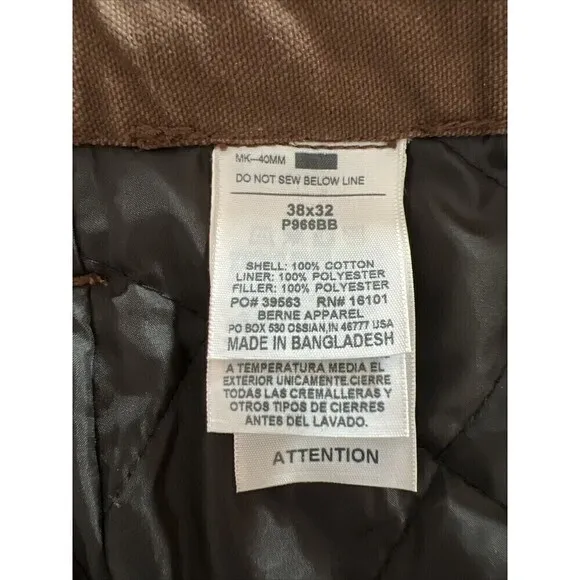 MK-40MM
DO NOT SEW BELOW LINE
38x32
P966BB
SHELL: 100% COTTON
LINER: 100% POLYESTER
FILLER: 100% POLYESTER
PO# 39563 RN# 16101
BERNE APPAREL
PO BOX 530 OSSIAN,IN 46777 USA
MADE IN BANGLADESH
A TEMPERATURA MEDIA EL
EXTERIOR UNICAMENTE.CIERRE
TODAS LAS CREMALLERAS Y
OTROS TIPOS DE CIERRES
ANTES DEL LAVADO.
ATTENTION